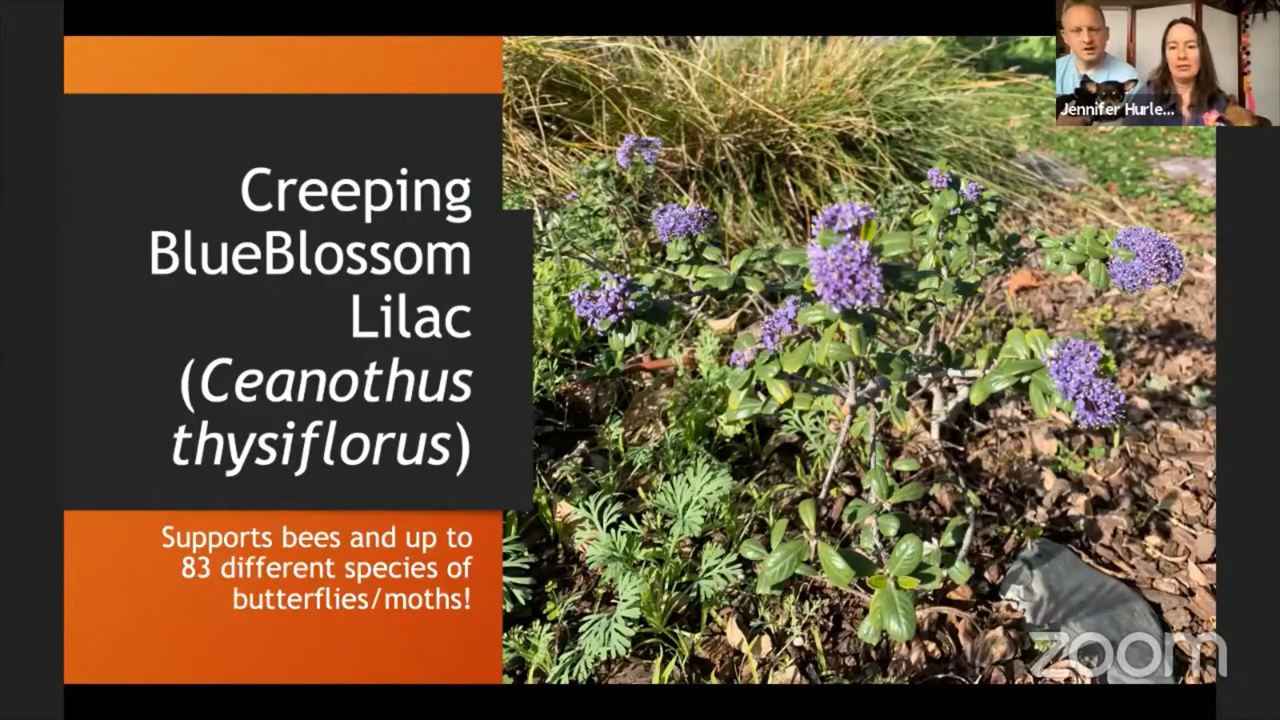 Creeping
BlueBlossom
Lilac
(Ceanothus
thysiflorus)
Supports bees and up to
83 different species of
butterflies/moths!
Jennifer Hurle...
zoom